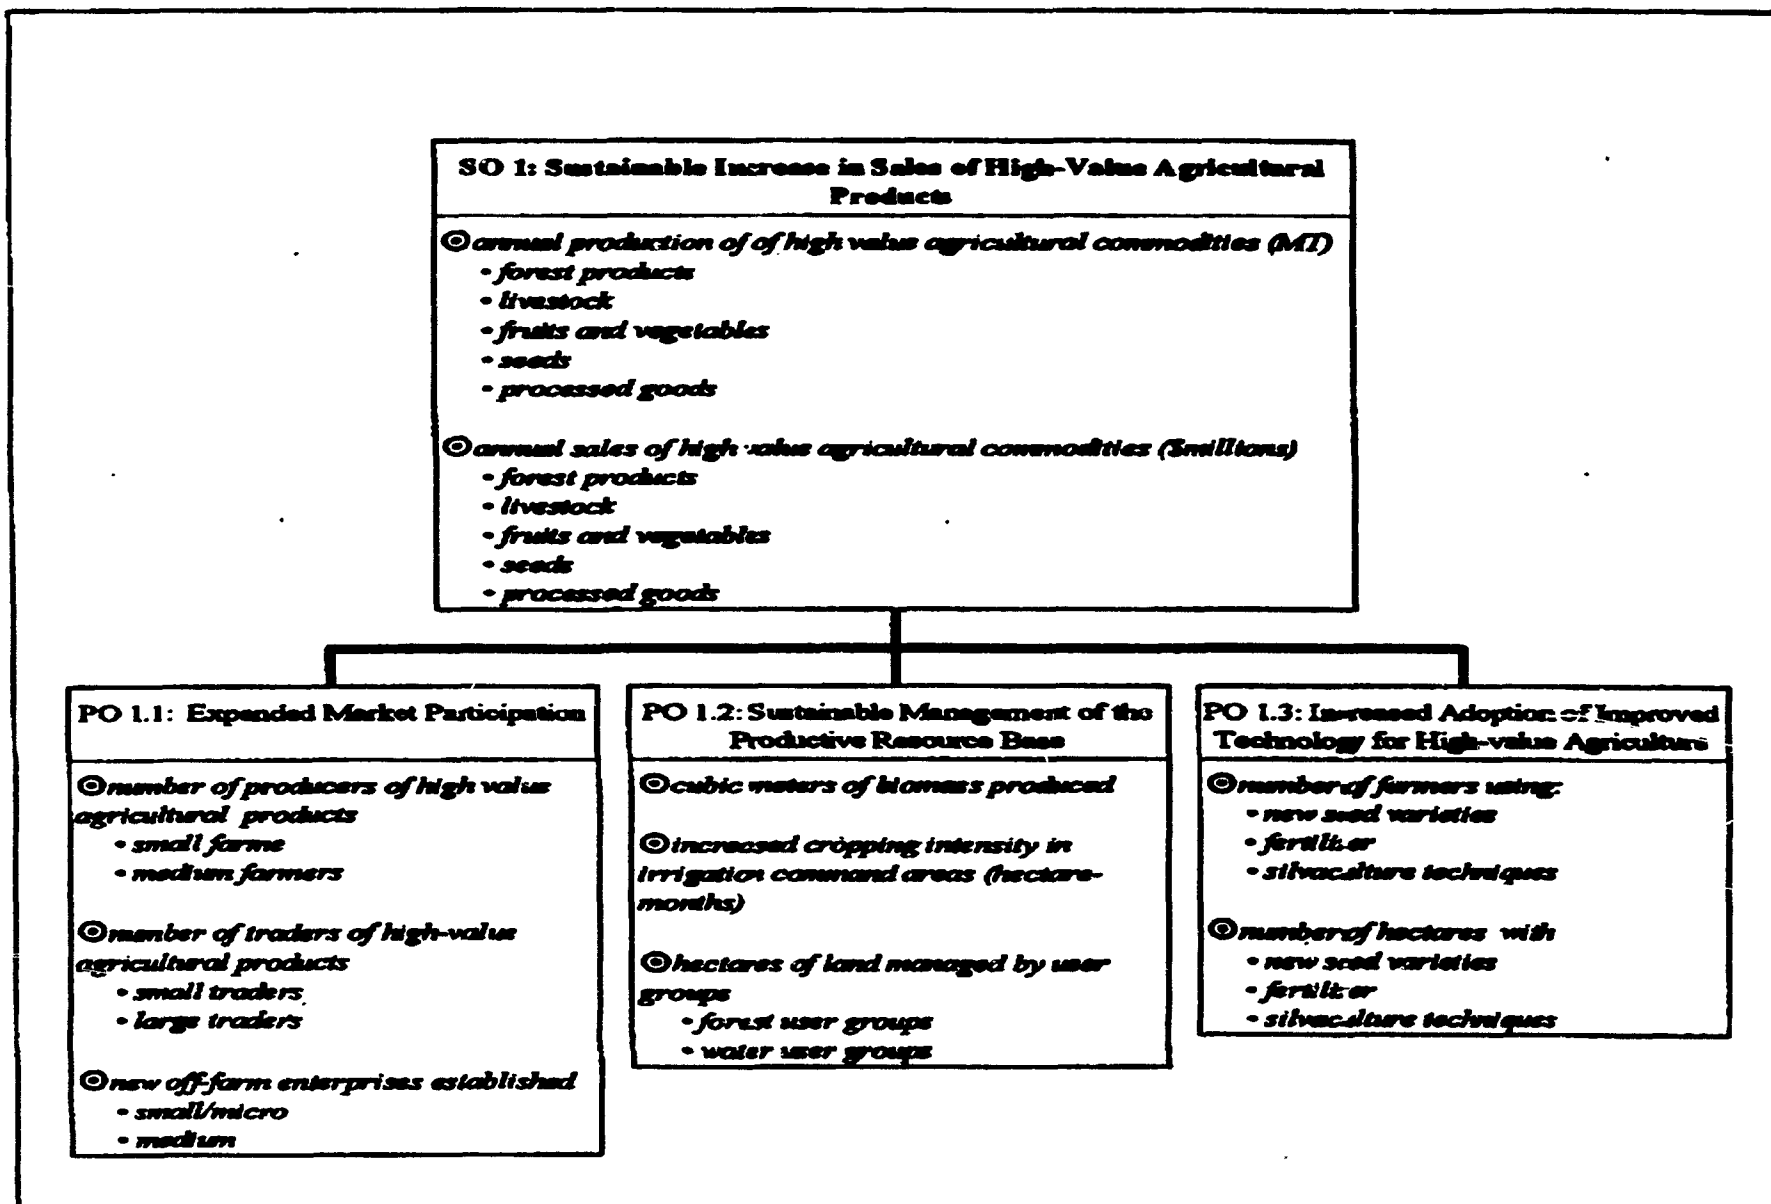 SO 1: Sustainable Increase in Sales of High-Value Agricultural
Products
⊙ annual production of of high value agricultural commodities (MT)
• forest products
• livestock
• fruits and vegetables
• seeds
• processed goods
⊙ annual sales of high value agricultural commodities ($millions)
• forest products
• livestock
• fruits and vegetables
• seeds
• processed goods
PO 1.1: Expanded Market Participation
⊙ number of producers of high value
agricultural products
• small farme
• medium farmers
⊙ number of traders of high-value
agricultural products
• small traders
• large traders
⊙ new off-farm enterprises established
• small/micro
• medium
PO 1.2: Sustainable Management of the
Productive Resource Base
⊙ cubic meters of biomass produced
⊙ increased cropping intensity in
irrigation command areas (hectare-
months)
⊙ hectares of land managed by user
groups
• forest user groups
• water user groups
PO 1.3: Increased Adoption of Improved
Technology for High-value Agriculture
⊙ number of farmers using:
• new seed varieties
• fertilizer
• silvaculture techniques
⊙ number of hectares with
• new seed varieties
• fertilizer
• silvaculture techniques